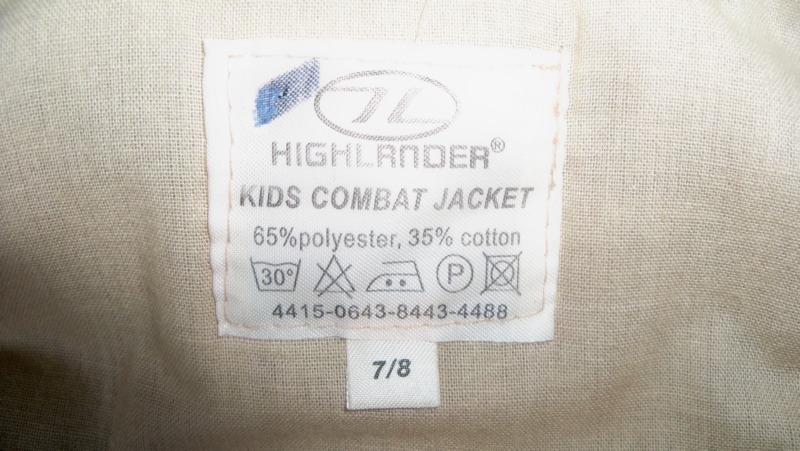 HIGHLANDER®
KIDS COMBAT JACKET
65%polyester, 35% cotton
30° P
4415-0643-8443-4488
7/8